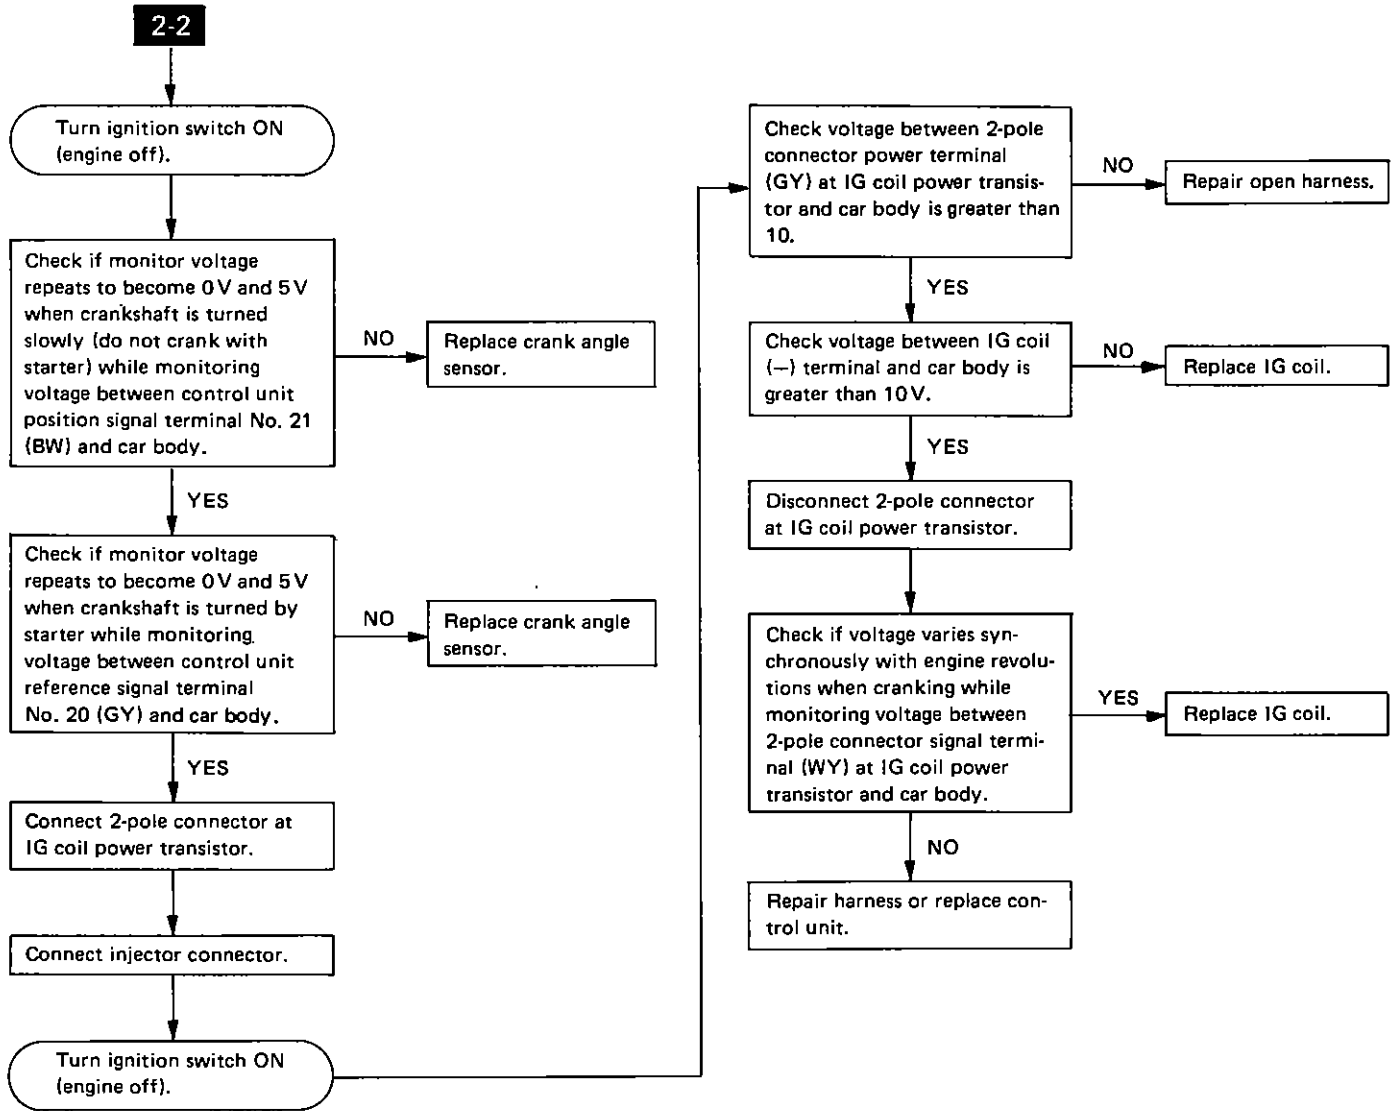 2-2
Turn ignition switch ON
(engine off).
Check if monitor voltage
repeats to become 0V and 5V
when crankshaft is turned
slowly (do not crank with
starter) while monitoring
voltage between control unit
position signal terminal No. 21
(BW) and car body.
NO
Replace crank angle
sensor.
YES
Check if monitor voltage
repeats to become 0V and 5V
when crankshaft is turned by
starter while monitoring
voltage between control unit
reference signal terminal
No. 20 (GY) and car body.
NO
Replace crank angle
sensor.
YES
Connect 2-pole connector at
IG coil power transistor.
Connect injector connector.
Turn ignition switch ON
(engine off).
Check voltage between 2-pole
connector power terminal
(GY) at IG coil power transis-
tor and car body is greater than
10.
NO
Repair open harness.
YES
Check voltage between IG coil
(—) terminal and car body is
greater than 10V.
NO
Replace IG coil.
YES
Disconnect 2-pole connector
at IG coil power transistor.
Check if voltage varies syn-
chronously with engine revolu-
tions when cranking while
monitoring voltage between
2-pole connector signal termi-
nal (WY) at IG coil power
transistor and car body.
YES
Replace IG coil.
NO
Repair harness or replace con-
trol unit.